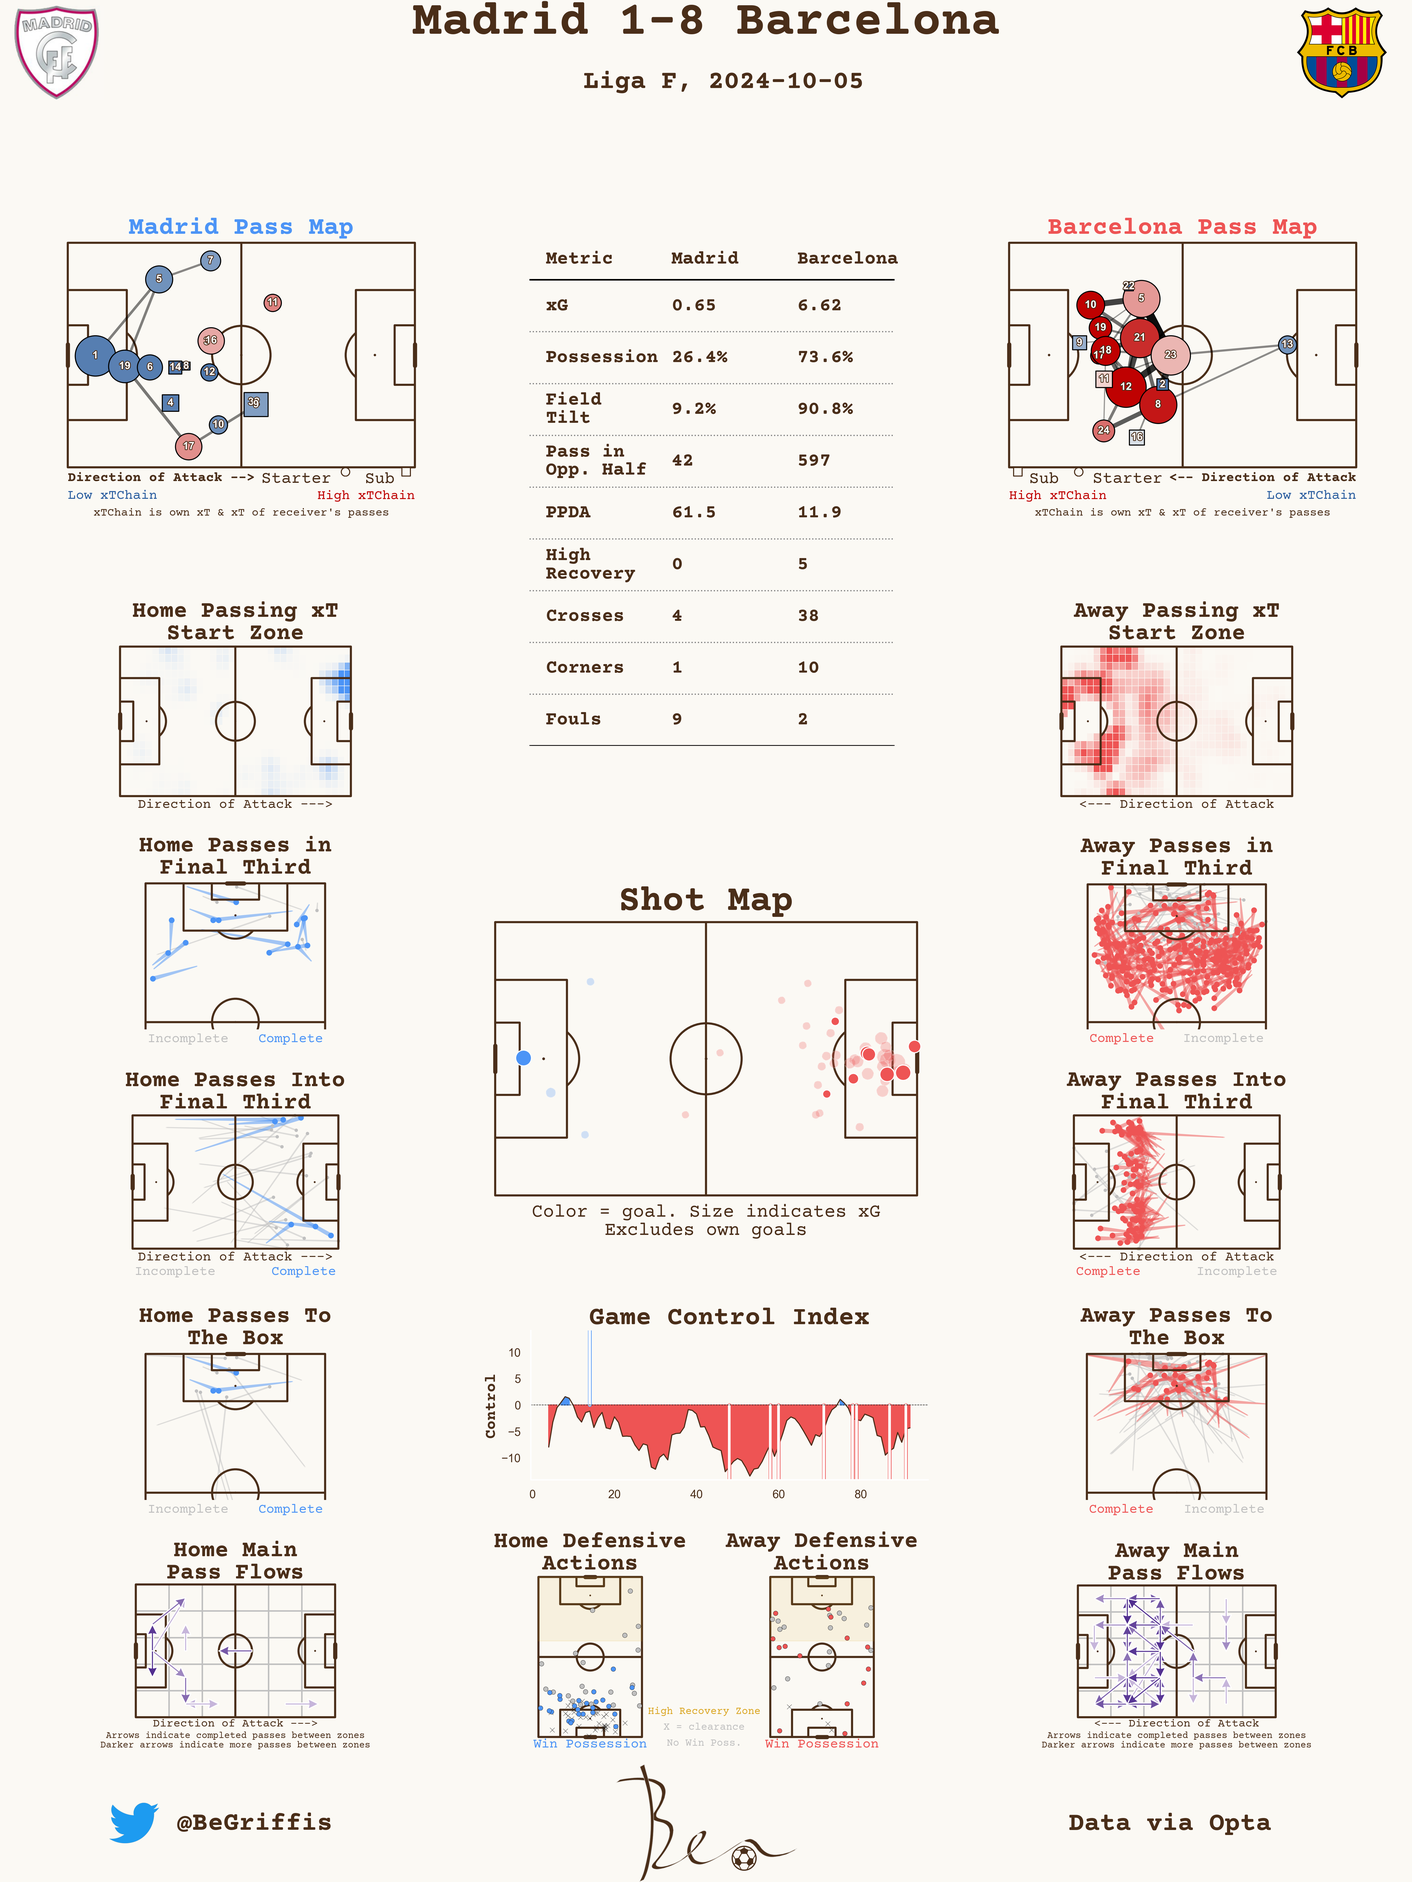 Madrid 1-8 Barcelona
Liga F, 2024-10-05
MADRID
CFF
FCB
Madrid Pass Map
7
5
11
16
1
19
6
14
8
12
4
36
9
10
17
Direction of Attack --> Starter Sub
Low xTChain High xTChain
xTChain is own xT & xT of receiver's passes
Metric Madrid Barcelona
xG 0.65 6.62
Possession 26.4% 73.6%
Field
Tilt 9.2% 90.8%
Pass in
Opp. Half 42 597
PPDA 61.5 11.9
High
Recovery 0 5
Crosses 4 38
Corners 1 10
Fouls 9 2
Barcelona Pass Map
22
5
10
19
21
9
18
17
23
13
11
12
2
8
24
16
Sub Starter <-- Direction of Attack
High xTChain Low xTChain
xTChain is own xT & xT of receiver's passes
Home Passing xT
Start Zone
Direction of Attack --->
Away Passing xT
Start Zone
<--- Direction of Attack
Home Passes in
Final Third
Incomplete Complete
Away Passes in
Final Third
Complete Incomplete
Shot Map
Color = goal. Size indicates xG
Excludes own goals
Home Passes Into
Final Third
Direction of Attack --->
Incomplete Complete
Away Passes Into
Final Third
<--- Direction of Attack
Complete Incomplete
Home Passes To
The Box
Incomplete Complete
Game Control Index
Control
10
5
0
−5
−10
0 20 40 60 80
Away Passes To
The Box
Complete Incomplete
Home Main
Pass Flows
Direction of Attack --->
Arrows indicate completed passes between zones
Darker arrows indicate more passes between zones
Home Defensive
Actions
Win Possession
Away Defensive
Actions
Win Possession
High Recovery Zone
X = clearance
No Win Poss.
Away Main
Pass Flows
<--- Direction of Attack
Arrows indicate completed passes between zones
Darker arrows indicate more passes between zones
@BeGriffis
Ben
Data via Opta